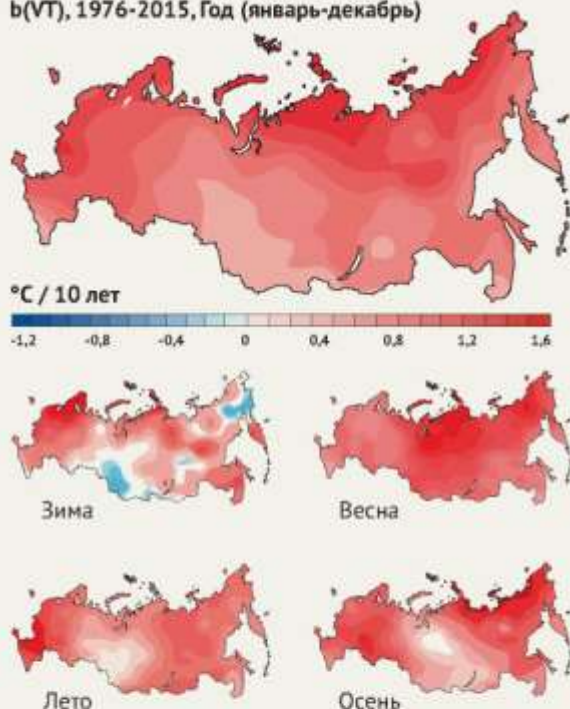 b(VT), 1976-2015, Год (январь-декабрь)
°C / 10 лет
-1,2 -0,8 -0,4 0 0,4 0,8 1,2 1,6
Зима
Весна
Лето
Осень